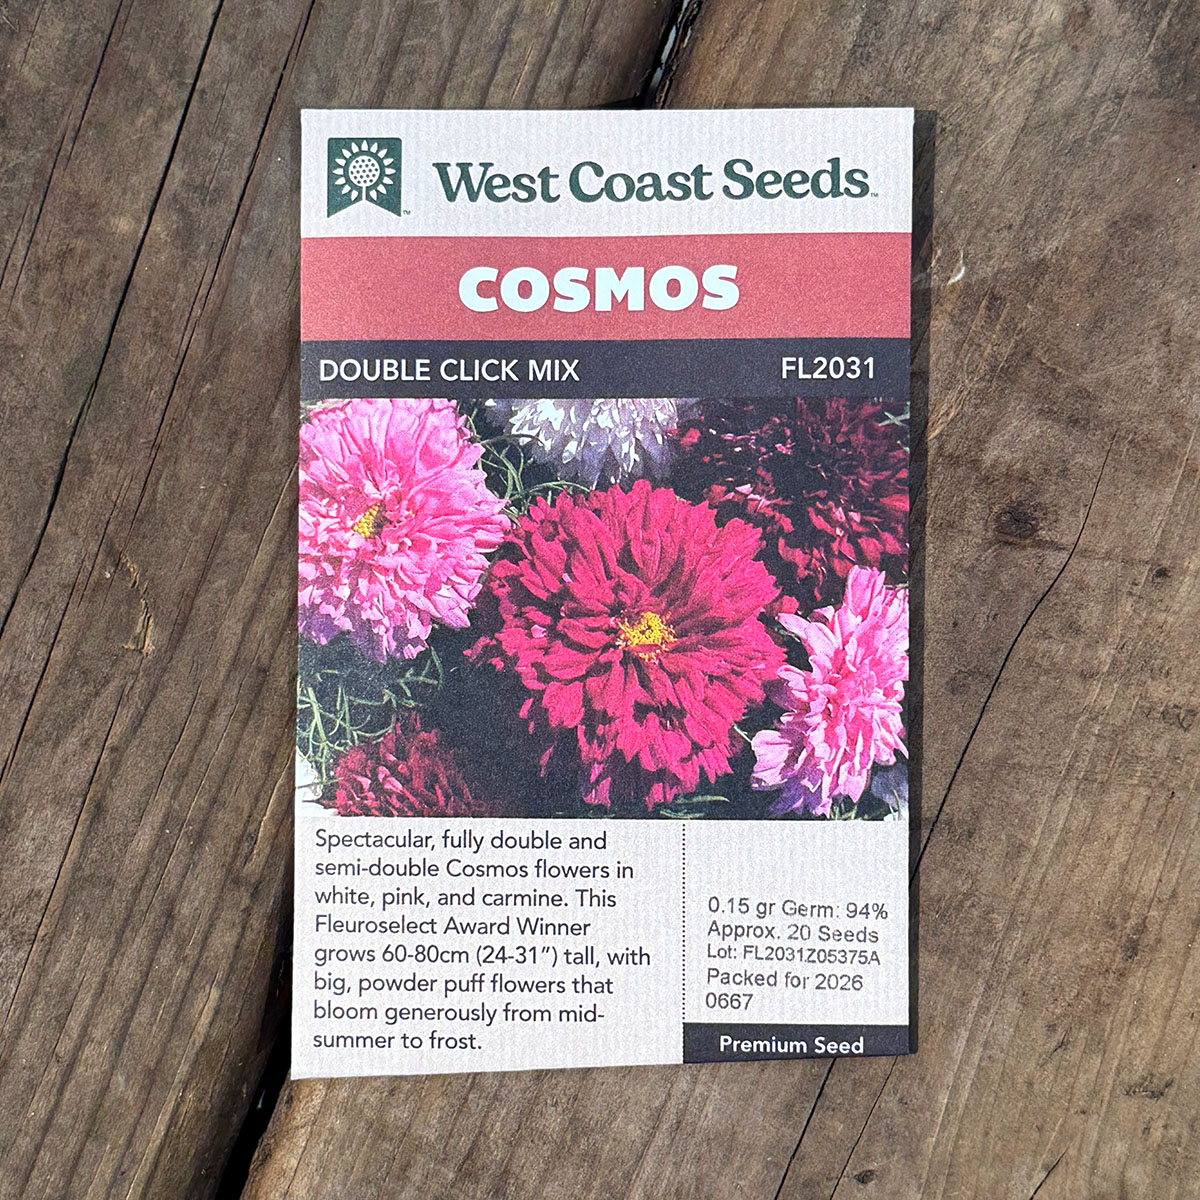 West Coast Seeds™
COSMOS
DOUBLE CLICK MIX FL2031
Spectacular, fully double and
semi-double Cosmos flowers in
white, pink, and carmine. This
Fleuroselect Award Winner
grows 60-80cm (24-31”) tall, with
big, powder puff flowers that
bloom generously from mid-
summer to frost.
0.15 gr Germ: 94%
Approx. 20 Seeds
Lot: FL2031Z05375A
Packed for 2026
0667
Premium Seed